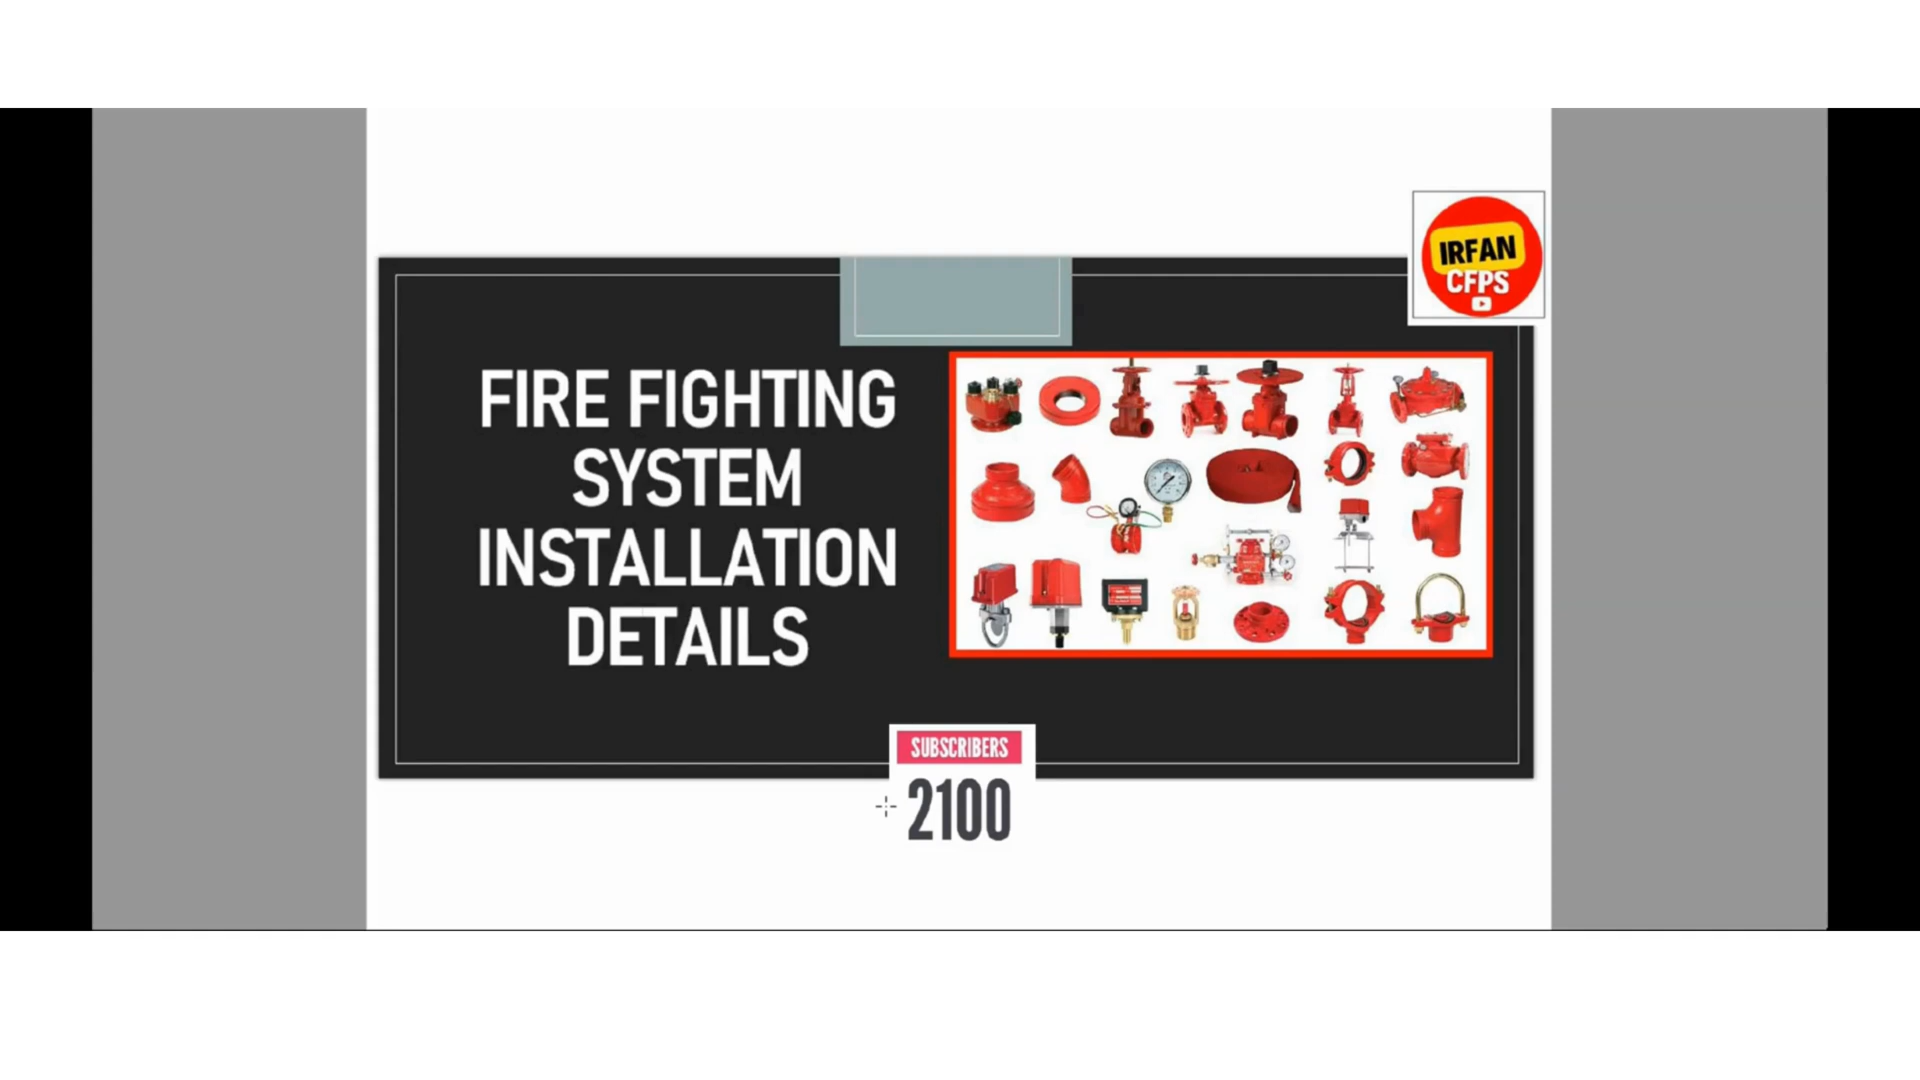 IRFAN
CFPS
FIRE FIGHTING
SYSTEM
INSTALLATION
DETAILS
SUBSCRIBERS
2100